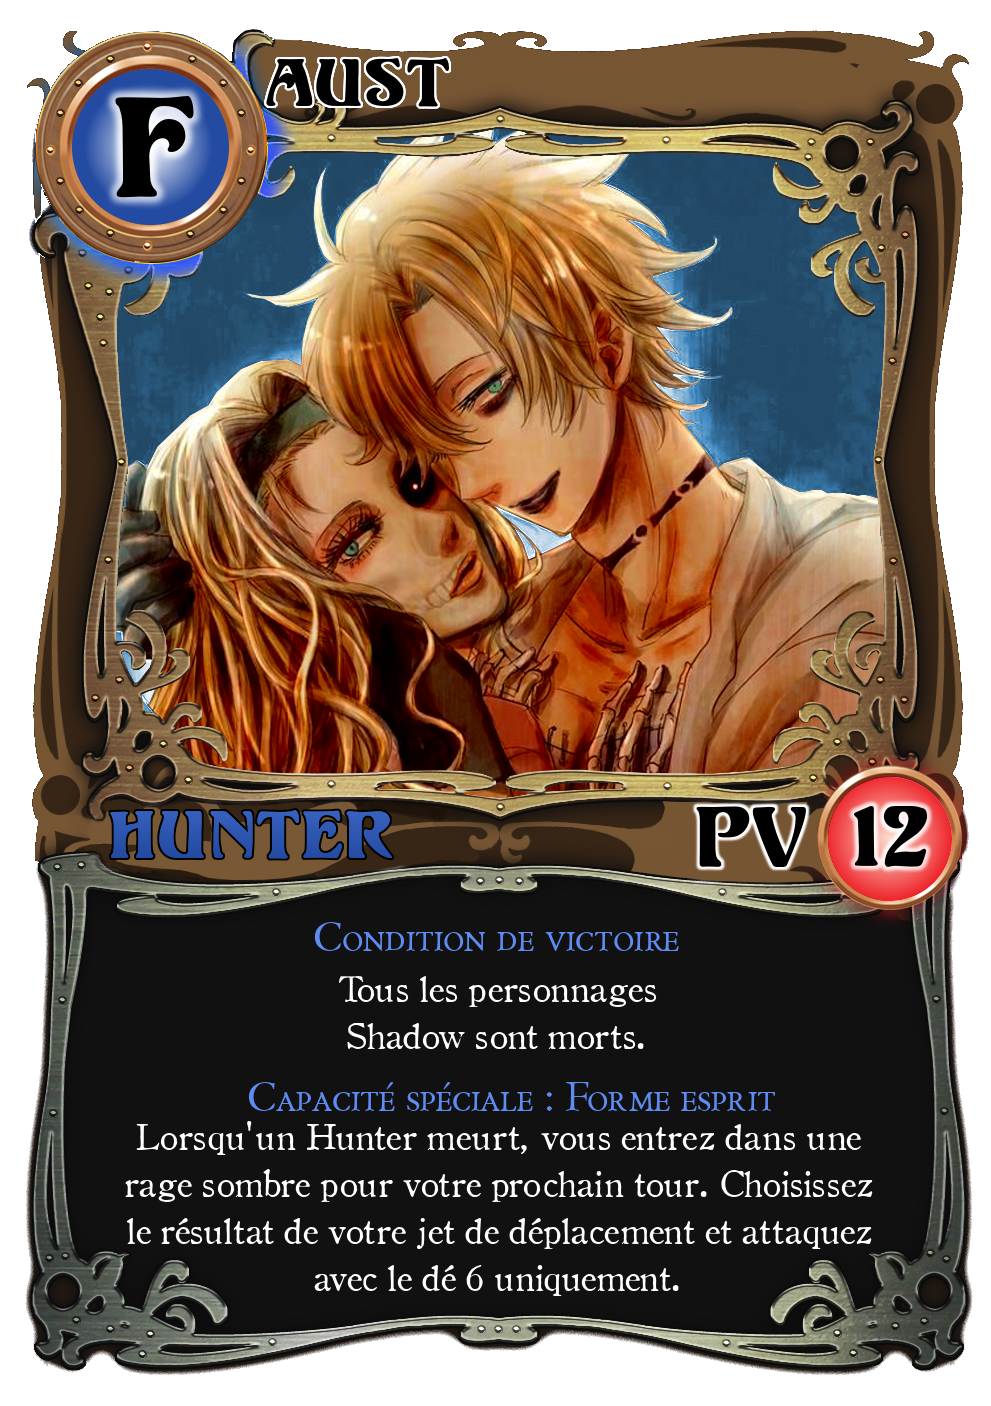 FAUST
HUNTER
PV 12
Condition de victoire
Tous les personnages
Shadow sont morts.
Capacité spéciale : Forme esprit
Lorsqu'un Hunter meurt, vous entrez dans une
rage sombre pour votre prochain tour. Choisissez
le résultat de votre jet de déplacement et attaquez
avec le dé 6 uniquement.